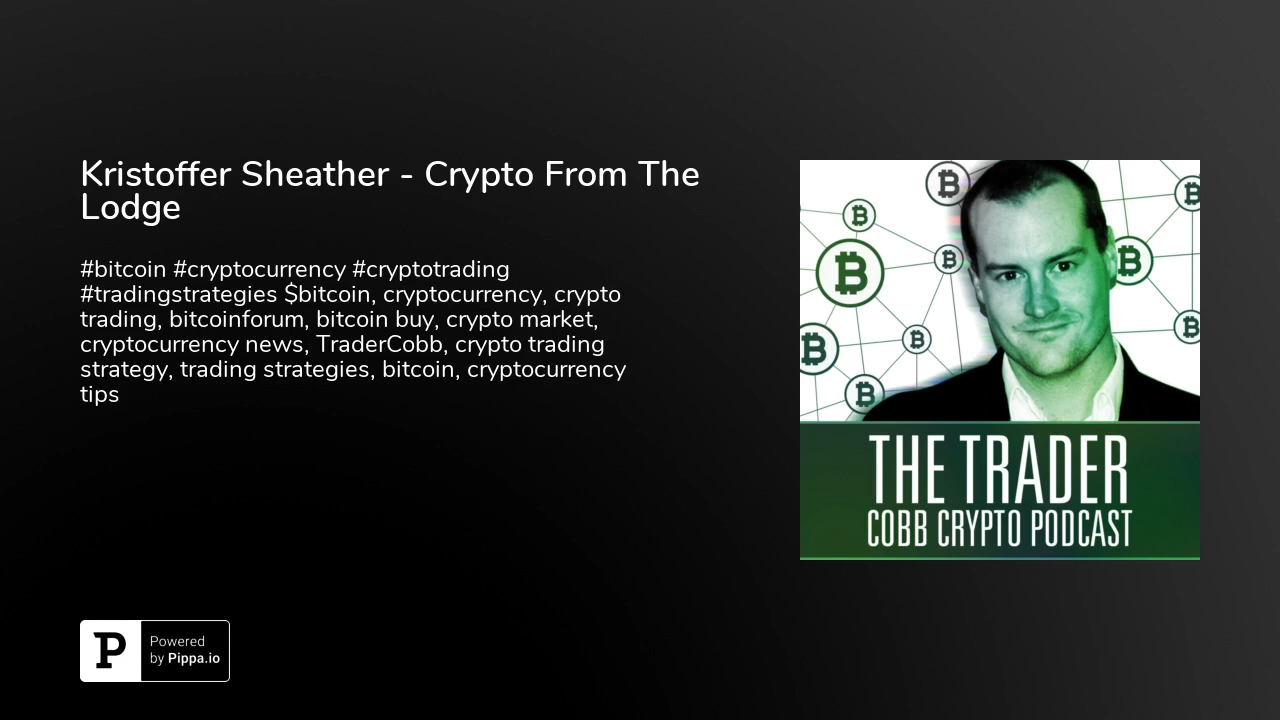 Kristoffer Sheather - Crypto From The
Lodge
#bitcoin #cryptocurrency #cryptotrading
#tradingstrategies $bitcoin, cryptocurrency, crypto
trading, bitcoinforum, bitcoin buy, crypto market,
cryptocurrency news, TraderCobb, crypto trading
strategy, trading strategies, bitcoin, cryptocurrency
tips
THE TRADER
COBB CRYPTO PODCAST
P
Powered
by Pippa.io